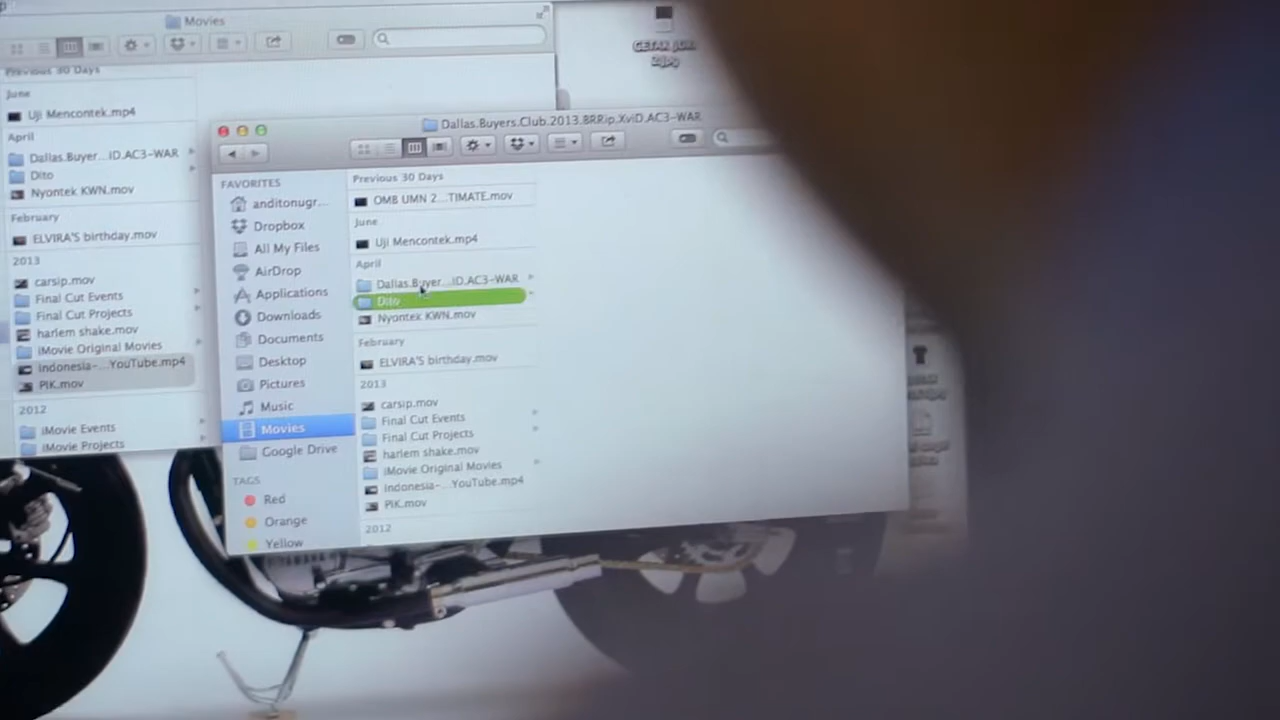 Movies
Previous 30 Days
June
Uji Mencontek.mp4
April
Dallas.Buyer...iD.AC3-WAR
Dito
Nyontek KWN.mov
February
ELVIRA'S birthday.mov
2013
carsip.mov
Final Cut Events
Final Cut Projects
harlem shake.mov
iMovie Original Movies
indonesia-...YouTube.mp4
PIK.mov
2012
iMovie Events
iMovie Projects
Dallas.Buyers.Club.2013.BRRip.XviD.AC3-WAR
FAVORITES
anditonugr...
Dropbox
All My Files
AirDrop
Applications
Downloads
Documents
Desktop
Pictures
Music
Movies
Google Drive
TAGS
Red
Orange
Yellow
Previous 30 Days
OMB UMN 2...TIMATE.mov
June
Uji Mencontek.mp4
April
Dallas.Buyer...iD.AC3-WAR
Dito
Nyontek KWN.mov
February
ELVIRA'S birthday.mov
2013
carsip.mov
Final Cut Events
Final Cut Projects
harlem shake.mov
iMovie Original Movies
indonesia-...YouTube.mp4
PIK.mov
2012